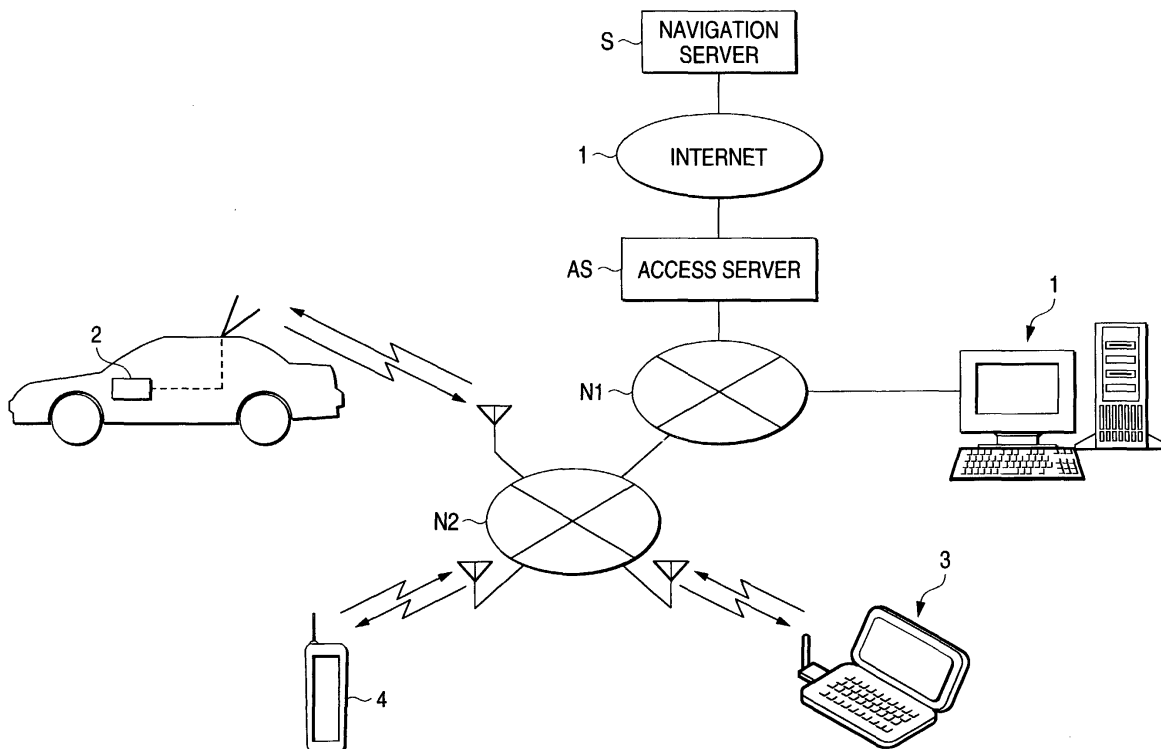 S
NAVIGATION
SERVER
1
INTERNET
AS
ACCESS SERVER
1
2
N1
N2
3
4